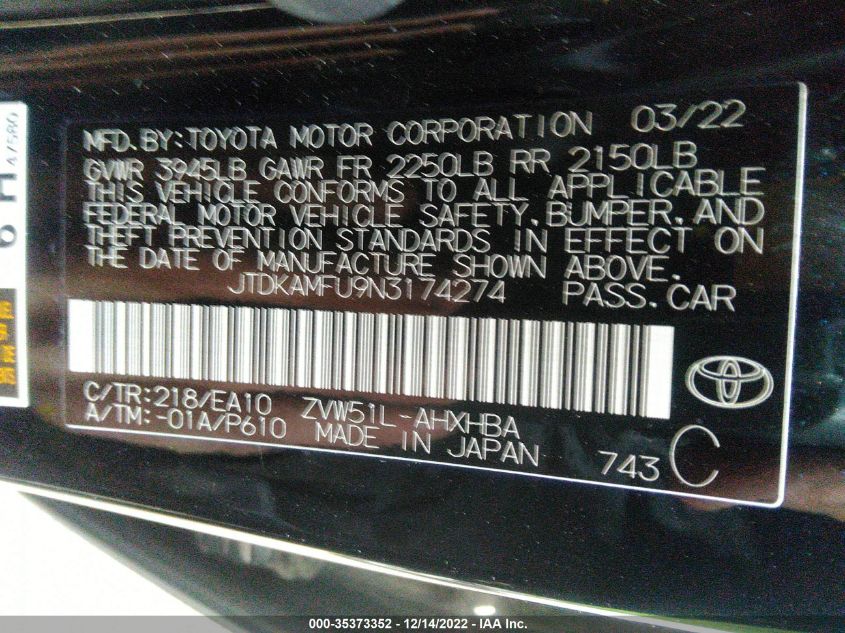 MFD. BY: TOYOTA MOTOR CORPORATION 03/22
GVWR 3945LB GAWR FR 2250LB RR 2150LB
THIS VEHICLE CONFORMS TO ALL APPLICABLE
FEDERAL MOTOR VEHICLE SAFETY, BUMPER, AND
THEFT PREVENTION STANDARDS IN EFFECT ON
THE DATE OF MANUFACTURE SHOWN ABOVE.
JTDKAMFU9N3174274 PASS. CAR
C/TR: 218/EA10 ZVW51L-AHXHBA
A/TM: -01A/P610 MADE IN JAPAN
743 C
000-35373352 - 12/14/2022 - IAA Inc.